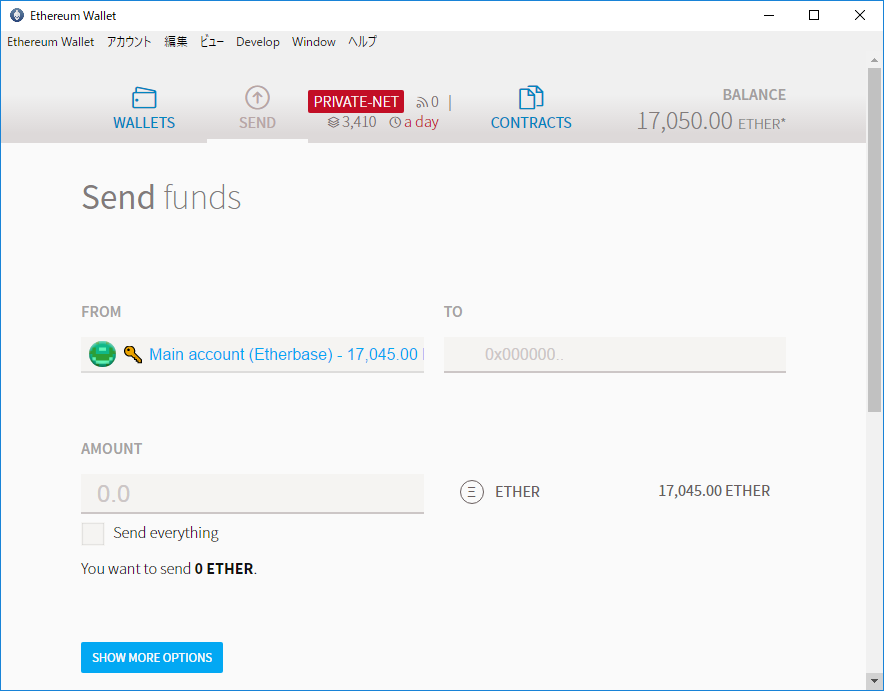 Ethereum Wallet
Ethereum Wallet アカウント 編集 ビュー Develop Window ヘルプ
WALLETS
SEND
PRIVATE-NET 0 |
3,410 a day
CONTRACTS
BALANCE
17,050.00 ETHER*
Send funds
FROM
TO
Main account (Etherbase) - 17,045.00
0x000000..
AMOUNT
0.0
ETHER
17,045.00 ETHER
Send everything
You want to send 0 ETHER.
SHOW MORE OPTIONS